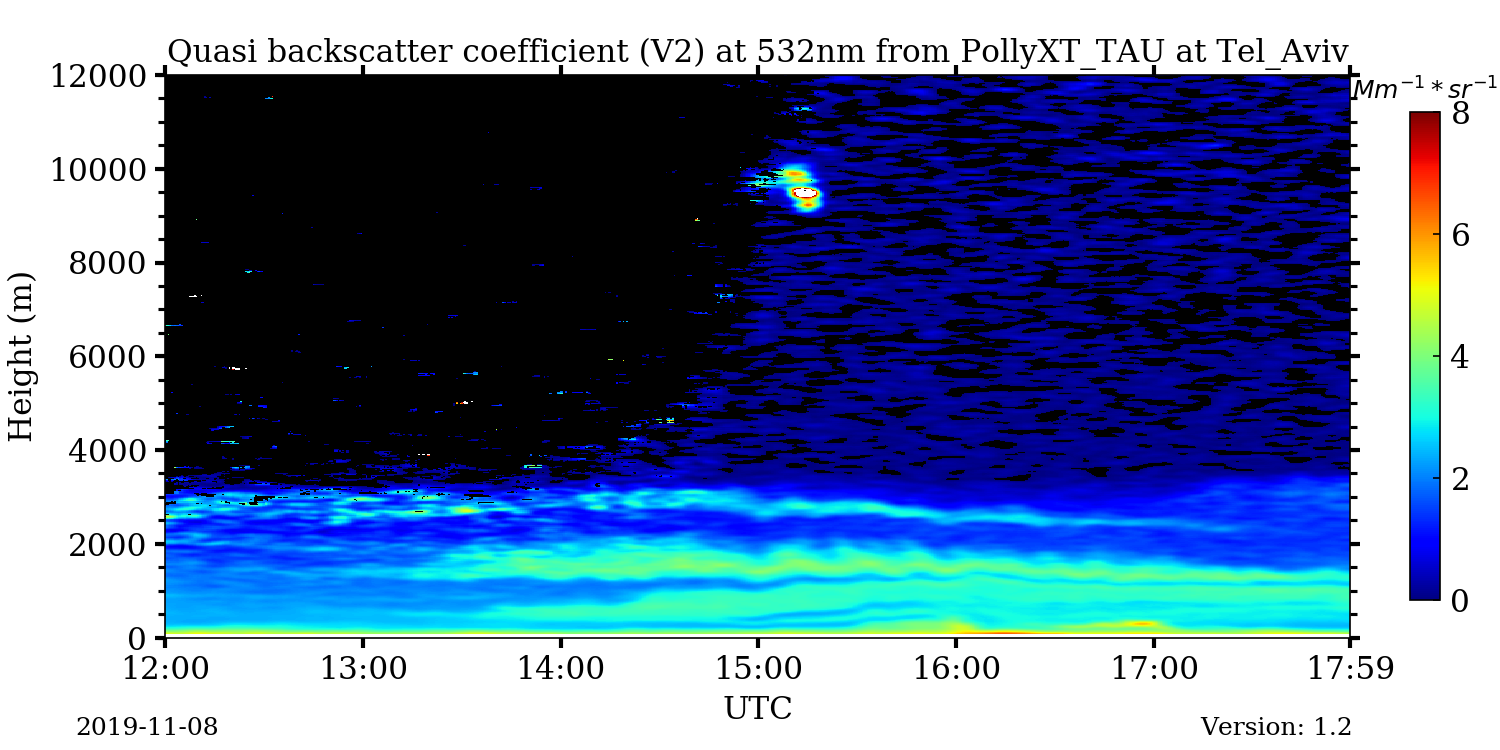 Quasi backscatter coefficient (V2) at 532nm from PollyXT_TAU at Tel_Aviv
Mm⁻¹ * sr⁻¹
12000
10000
8000
6000
4000
2000
0
Height (m)
8
6
4
2
0
12:00 13:00 14:00 15:00 16:00 17:00 17:59
UTC
2019-11-08 Version: 1.2